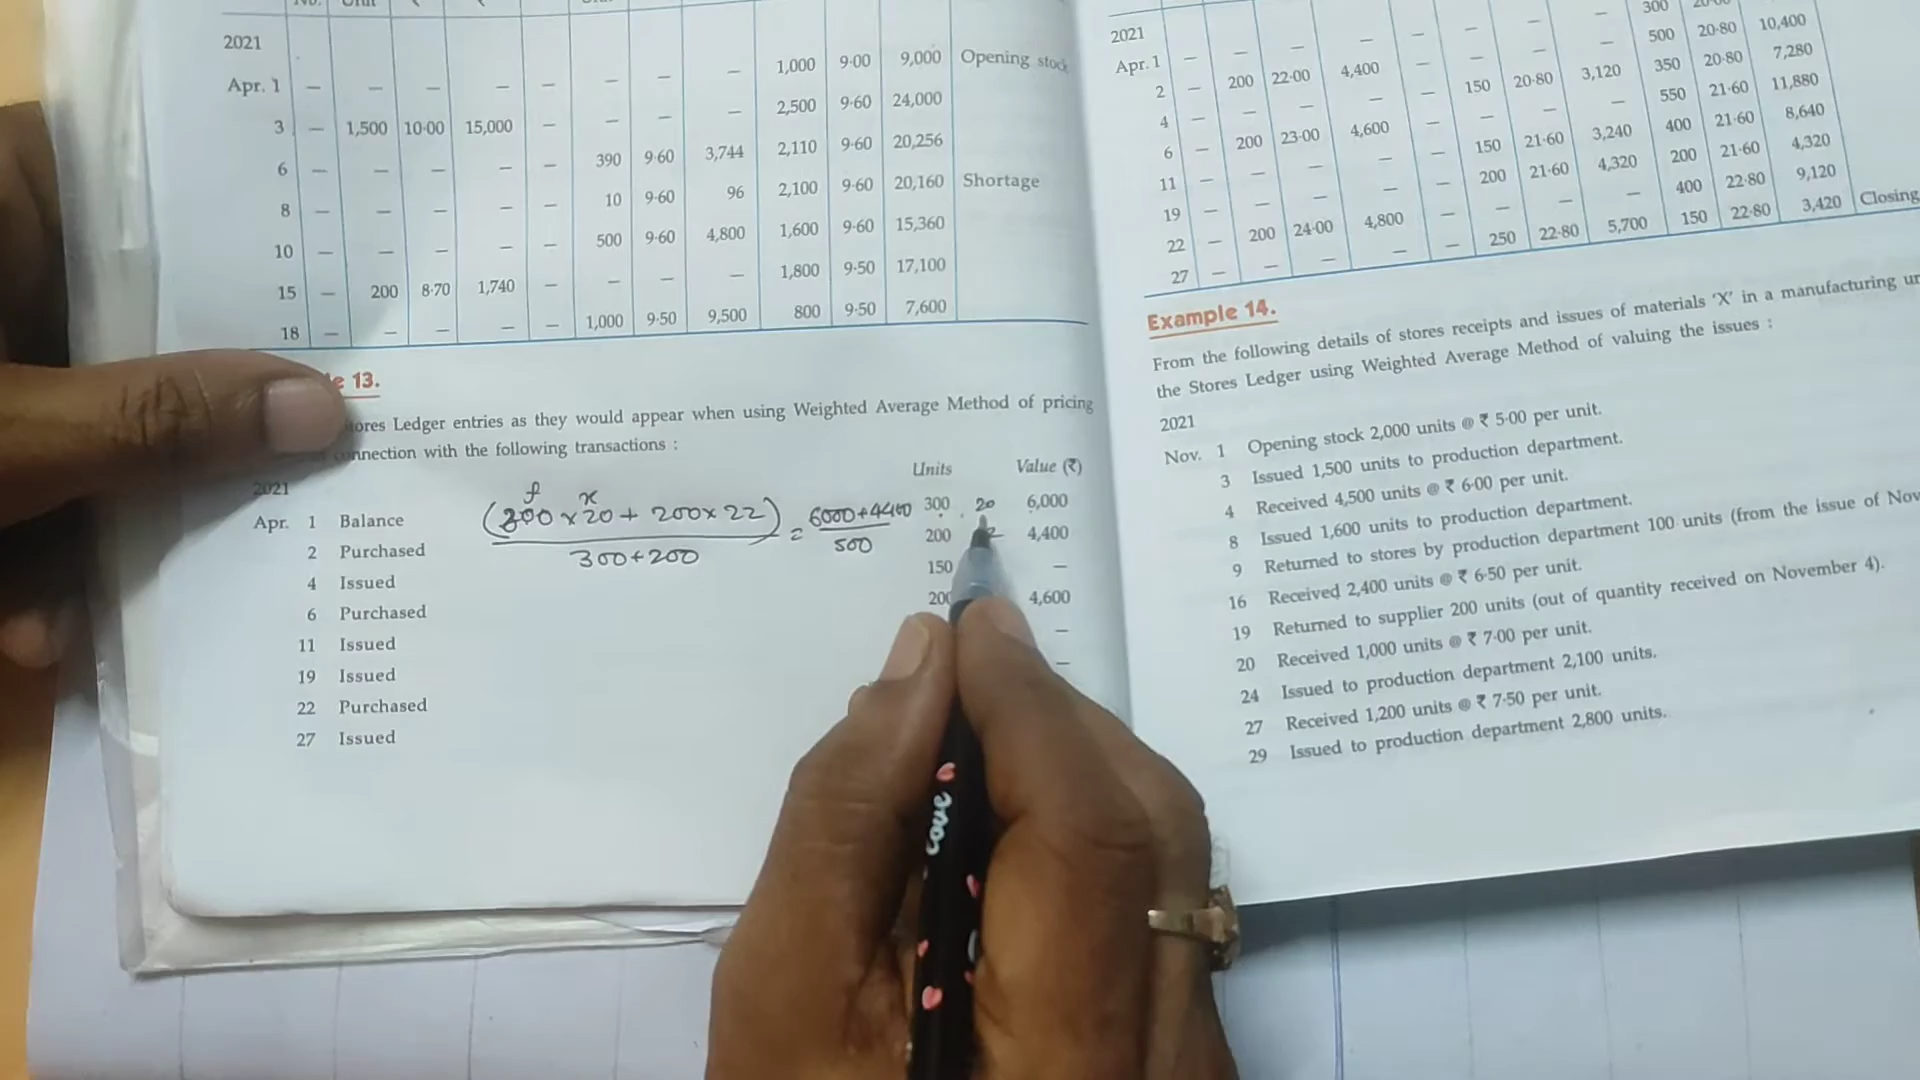 2021
1,000 9·00 9,000 Opening stock
Apr. 1 — — — — — — — —
2,500 9·60 24,000
3 — 1,500 10·00 15,000 — — — —
2,110 9·60 20,256
6 — — — — — 390 9·60 3,744
2,100 9·60 20,160 Shortage
8 — — — — — 10 9·60 96
1,600 9·60 15,360
10 — — — — — 500 9·60 4,800
1,800 9·50 17,100
15 — 200 8·70 1,740 — — — —
800 9·50 7,600
18 — — — — — 1,000 9·50 9,500
e 13.
tores Ledger entries as they would appear when using Weighted Average Method of pricing
onnection with the following transactions :
Units Value (₹)
2021
Apr. 1 Balance 300 20 6,000
2 Purchased 200 4,400
4 Issued 150 —
6 Purchased 4,600
11 Issued —
19 Issued —
22 Purchased
27 Issued
f x
(300 × 20 + 200 × 22) = 6000+4400
300+200 500
2021
300
Apr. 1 — — — — — — — — 500 20·80 10,400
2 — 200 22·00 4,400 — — — — 350 20·80 7,280
4 — — — — — 150 20·80 3,120 550 21·60 11,880
6 — 200 23·00 4,600 — — — — 400 21·60 8,640
11 — — — — — 150 21·60 3,240 200 21·60 4,320
19 — — — — — 200 21·60 4,320 400 22·80 9,120
22 — 200 24·00 4,800 — — — — 150 22·80 3,420 Closing
27 — — — — — 250 22·80 5,700
Example 14.
From the following details of stores receipts and issues of materials ‘X’ in a manufacturing
the Stores Ledger using Weighted Average Method of valuing the issues :
2021
Nov. 1 Opening stock 2,000 units @ ₹ 5·00 per unit.
3 Issued 1,500 units to production department.
4 Received 4,500 units @ ₹ 6·00 per unit.
8 Issued 1,600 units to production department.
9 Returned to stores by production department 100 units (from the issue of Nov
16 Received 2,400 units @ ₹ 6·50 per unit.
19 Returned to supplier 200 units (out of quantity received on November 4).
20 Received 1,000 units @ ₹ 7·00 per unit.
24 Issued to production department 2,100 units.
27 Received 1,200 units @ ₹ 7·50 per unit.
29 Issued to production department 2,800 units.